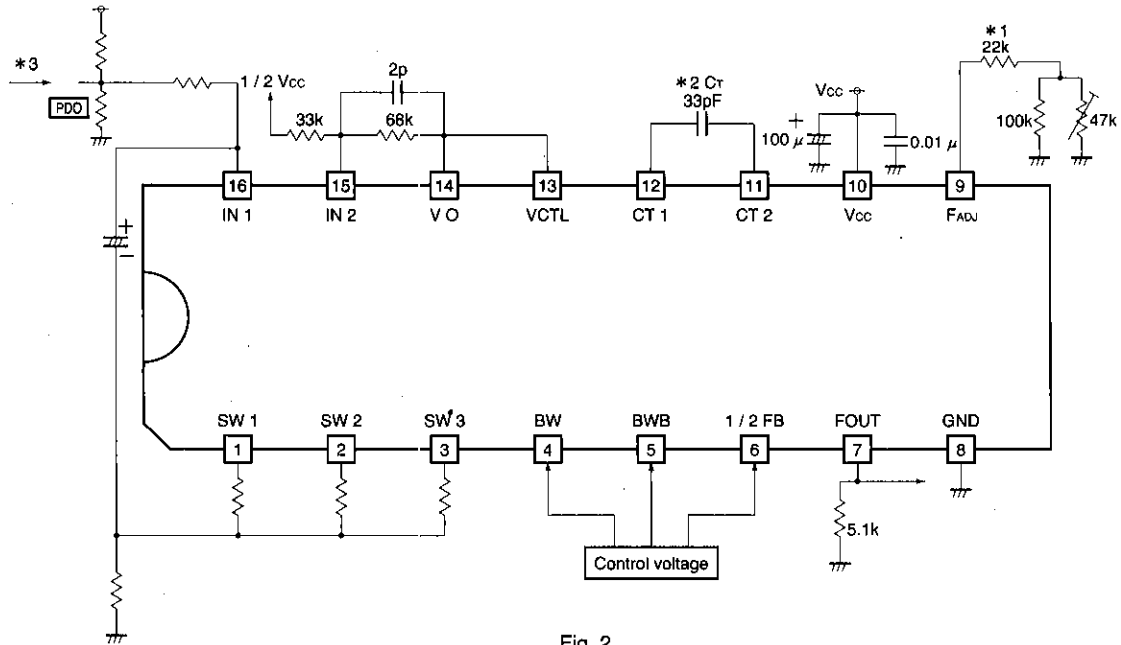 *3
PDO
1/2 Vcc
33k
2p
68k
*2 CT
33pF
Vcc
+
100 μ
0.01 μ
*1
22k
100k
47k
16
15
14
13
12
11
10
9
IN 1
IN 2
V O
VCTL
CT 1
CT 2
Vcc
FADJ
+
−
SW 1
SW 2
SW 3
BW
BWB
1/2 FB
FOUT
GND
1
2
3
4
5
6
7
8
5.1k
Control voltage
Fig. 2